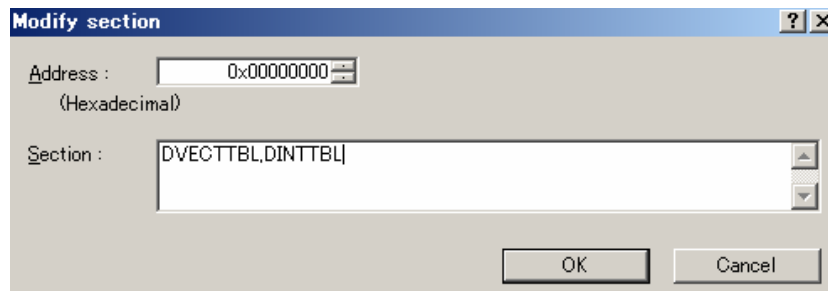 Modify section
Address : 0x00000000
(Hexadecimal)
Section : DVECTTBL,DINTTBL
OK Cancel